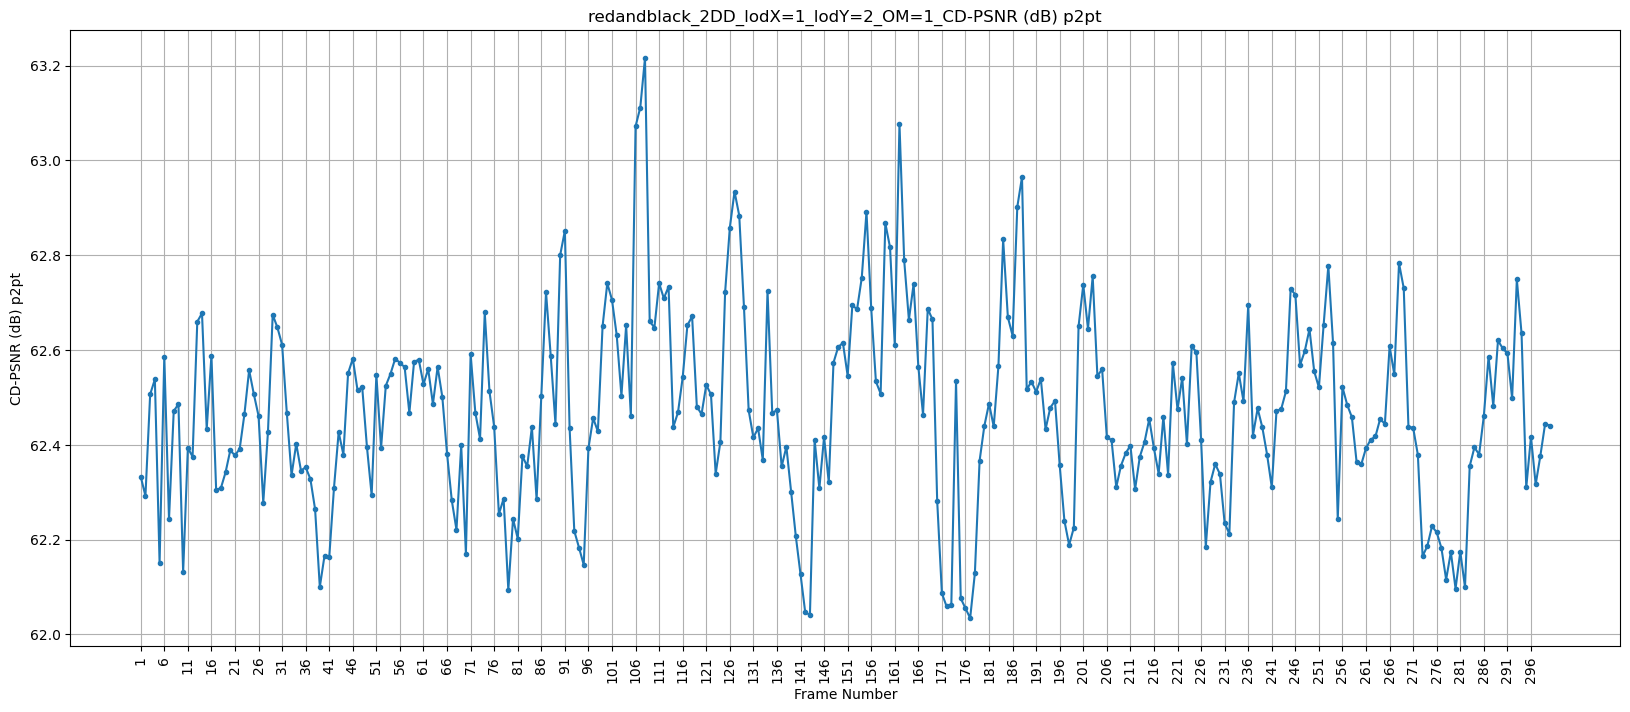 redandblack_2DD_lodX=1_lodY=2_OM=1_CD-PSNR (dB) p2pt
CD-PSNR (dB) p2pt
63.2
63.0
62.8
62.6
62.4
62.2
62.0
1 6 11 16 21 26 31 36 41 46 51 56 61 66 71 76 81 86 91 96 101 106 111 116 121 126 131 136 141 146 151 156 161 166 171 176 181 186 191 196 201 206 211 216 221 226 231 236 241 246 251 256 261 266 271 276 281 286 291 296
Frame Number